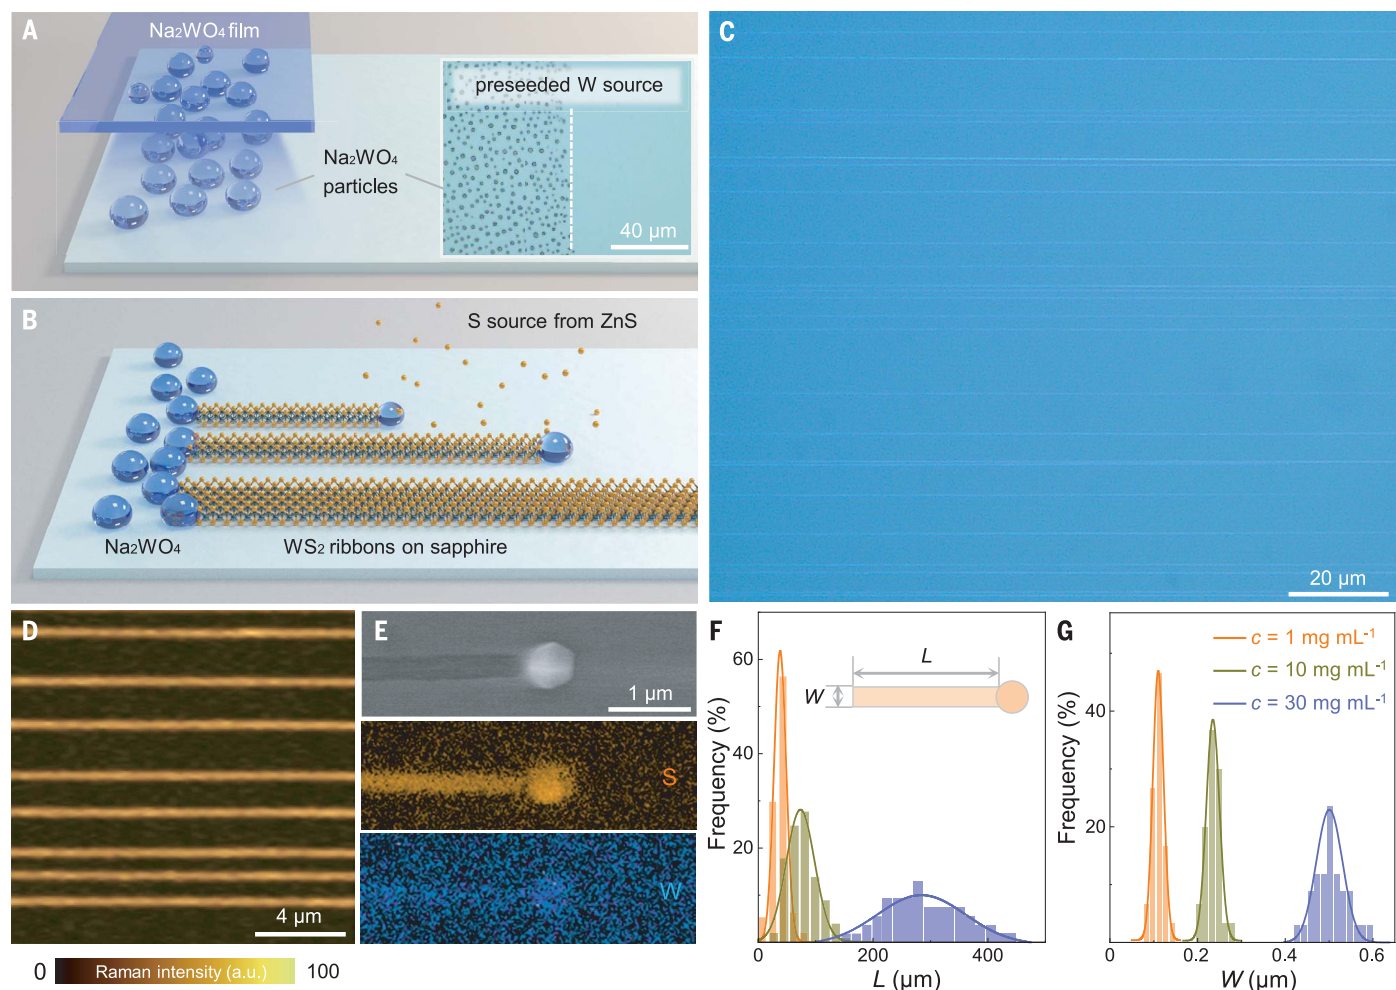 A
Na₂WO₄ film
preseeded W source
Na₂WO₄
particles
40 µm
B
S source from ZnS
Na₂WO₄
WS₂ ribbons on sapphire
C
20 µm
D
4 µm
0
Raman intensity (a.u.)
100
E
1 µm
S
W
F
Frequency (%)
60
40
20
0
200
400
L (µm)
L
W
G
Frequency (%)
40
20
0
0.2
0.4
0.6
W (µm)
c = 1 mg mL⁻¹
c = 10 mg mL⁻¹
c = 30 mg mL⁻¹